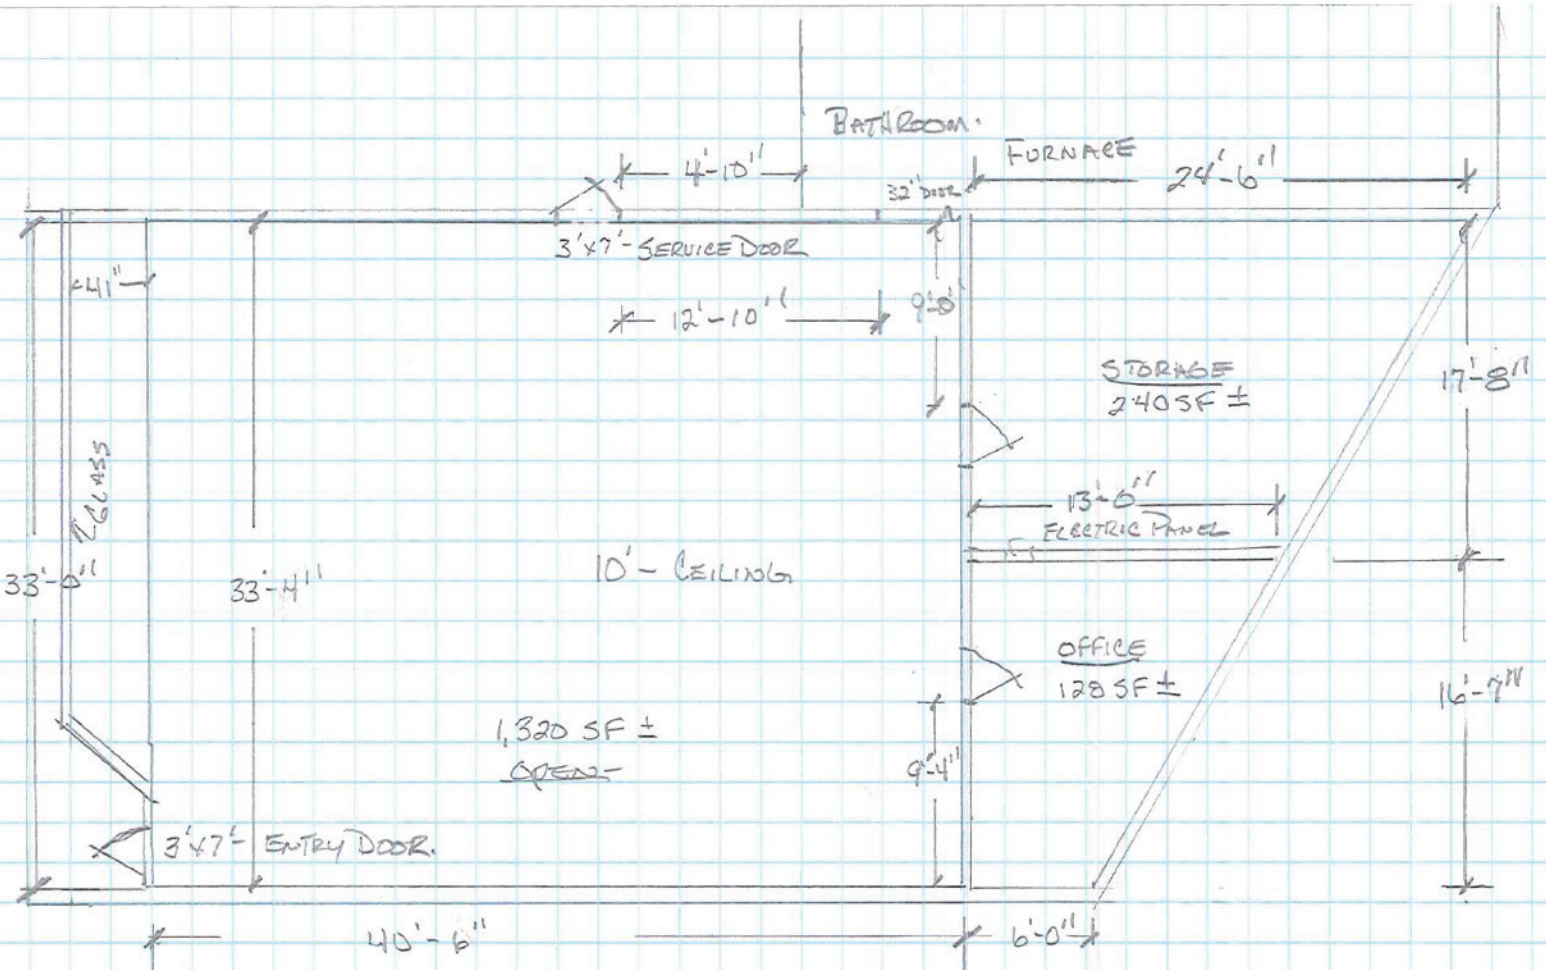 BATHROOM.
FURNACE
4'-10"
24'-6"
32" DOOR
3'x7'- SERVICE DOOR
41"
12'-10"
9'-0"
STORAGE
240 SF ±
17'-8"
GLASS
13'-0"
ELECTRIC PANEL
33'-0"
33'-4"
10'- CEILING
OFFICE
128 SF ±
16'-7"
1,320 SF ±
OPEN-
9'-4"
3'x7'- ENTRY DOOR.
40'-6"
6'-0"